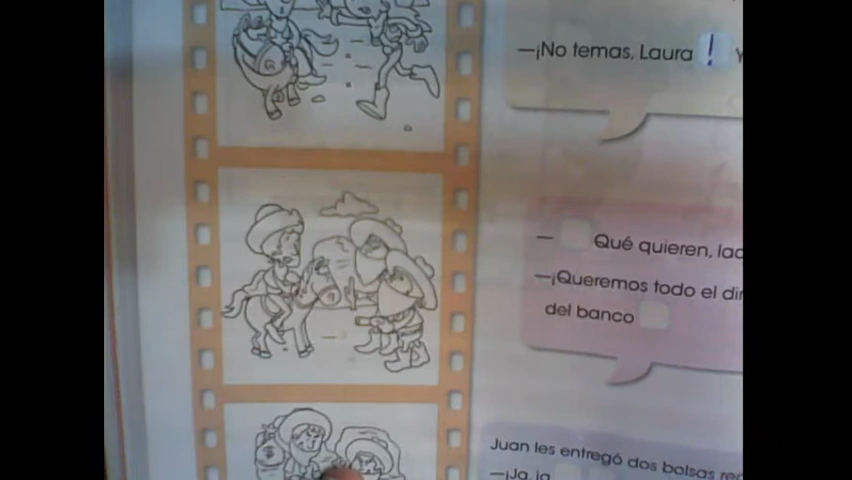 —¡No temas, Laura !
— Qué quieren,
—¡Queremos todo el
del banco
Juan les entregó dos bolsas
—¡Ja, ja